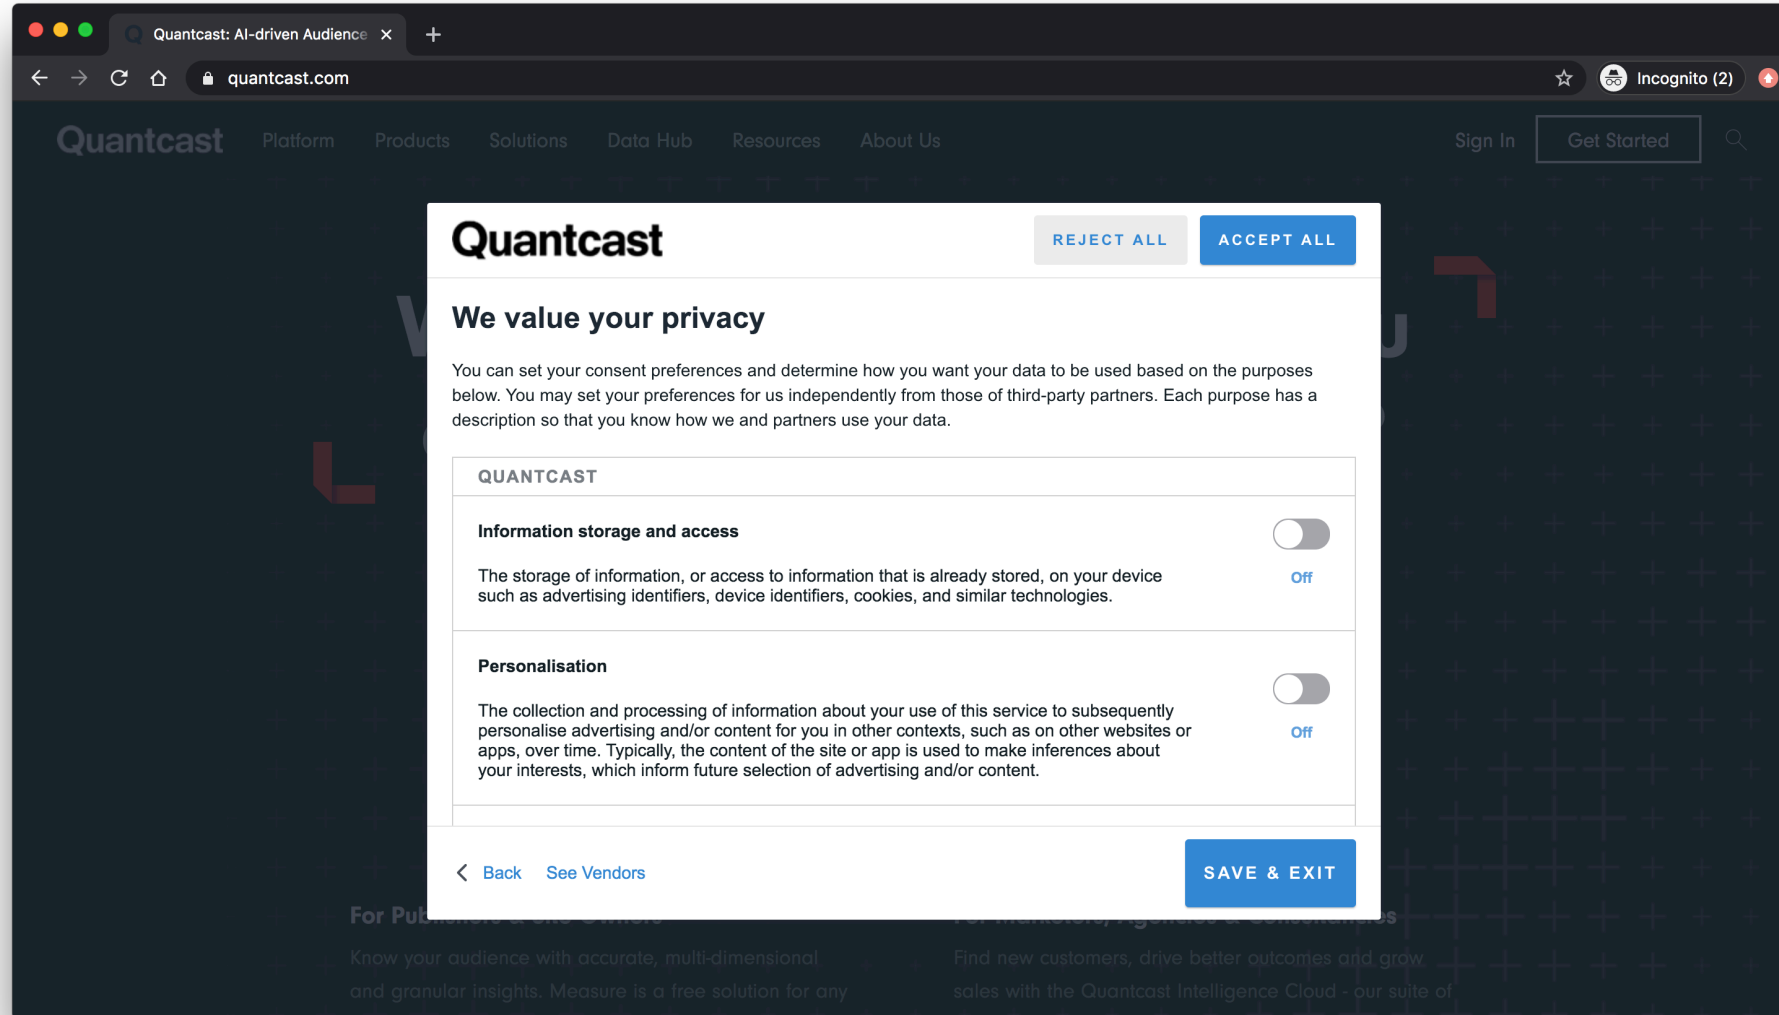 Quantcast: AI-driven Audience
quantcast.com
Incognito (2)
Quantcast Platform Products Solutions Data Hub Resources About Us Sign In Get Started
Quantcast REJECT ALL ACCEPT ALL
We value your privacy
You can set your consent preferences and determine how you want your data to be used based on the purposes
below. You may set your preferences for us independently from those of third-party partners. Each purpose has a
description so that you know how we and partners use your data.
QUANTCAST
Information storage and access
The storage of information, or access to information that is already stored, on your device
such as advertising identifiers, device identifiers, cookies, and similar technologies.
Off
Personalisation
The collection and processing of information about your use of this service to subsequently
personalise advertising and/or content for you in other contexts, such as on other websites or
apps, over time. Typically, the content of the site or app is used to make inferences about
your interests, which inform future selection of advertising and/or content.
Off
Back See Vendors SAVE & EXIT
For Publishers & Site Owners
For Marketers, Agencies & Consultancies
Know your audience with accurate, multi-dimensional
and granular insights. Measure is a free solution for any
Find new customers, drive better outcomes and grow
sales with the Quantcast Intelligence Cloud - our suite of